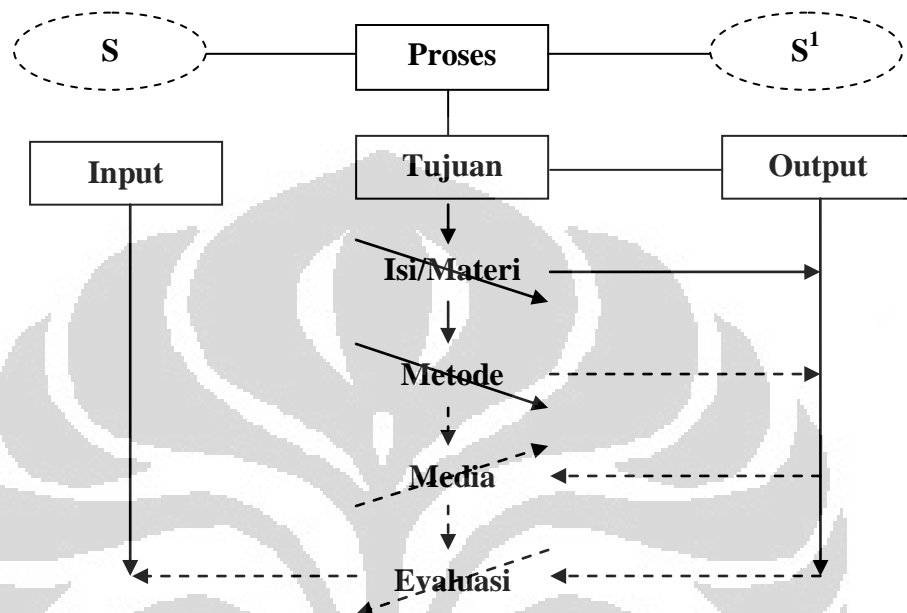 S
Proses
S¹
Input
Tujuan
Output
Isi/Materi
Metode
Media
Evaluasi